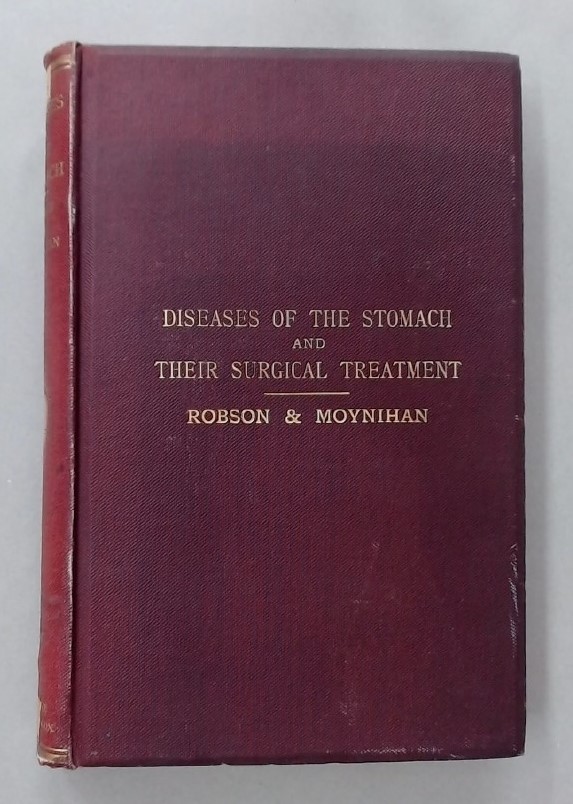 DISEASES OF THE STOMACH
AND
THEIR SURGICAL TREATMENT
ROBSON & MOYNIHAN